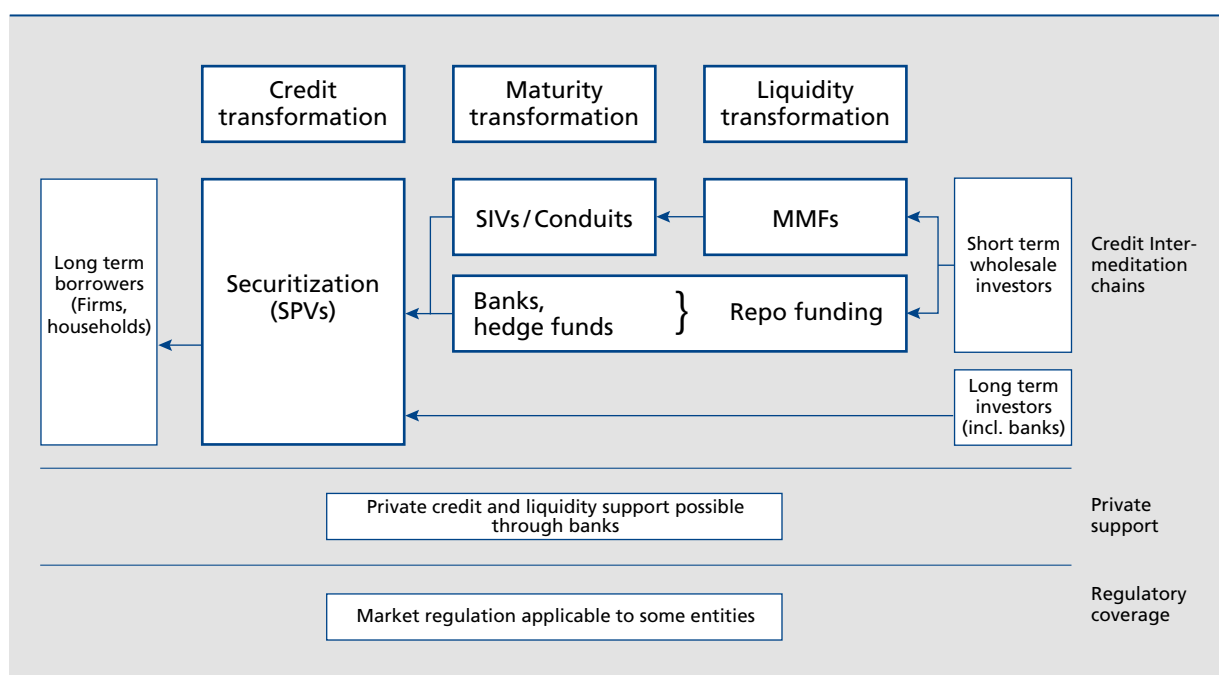 Credit
transformation
Maturity
transformation
Liquidity
transformation
Long term
borrowers
(Firms,
households)
Securitization
(SPVs)
SIVs/Conduits
MMFs
Banks,
hedge funds
}
Repo funding
Short term
wholesale
investors
Credit Inter-
meditation
chains
Long term
investors
(incl. banks)
Private credit and liquidity support possible
through banks
Private
support
Market regulation applicable to some entities
Regulatory
coverage